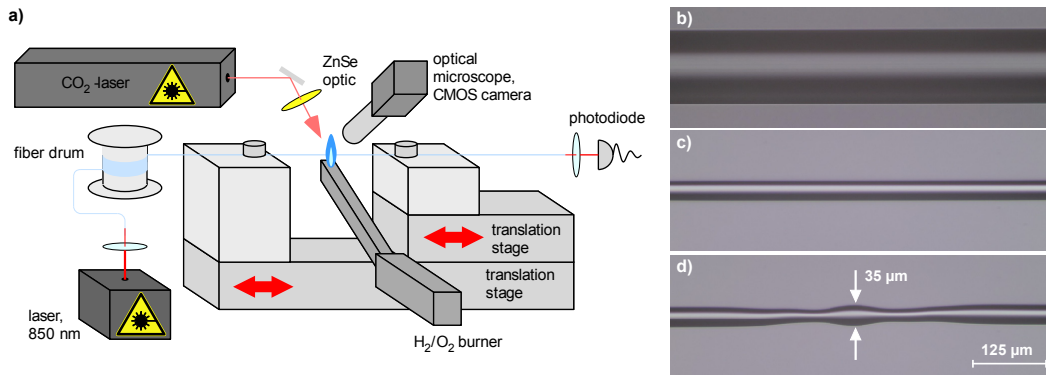 a)
CO2-laser
ZnSe
optic
optical
microscope,
CMOS camera
photodiode
fiber drum
translation
stage
translation
stage
laser,
850 nm
H2/O2 burner
b)
c)
d)
35 µm
125 µm